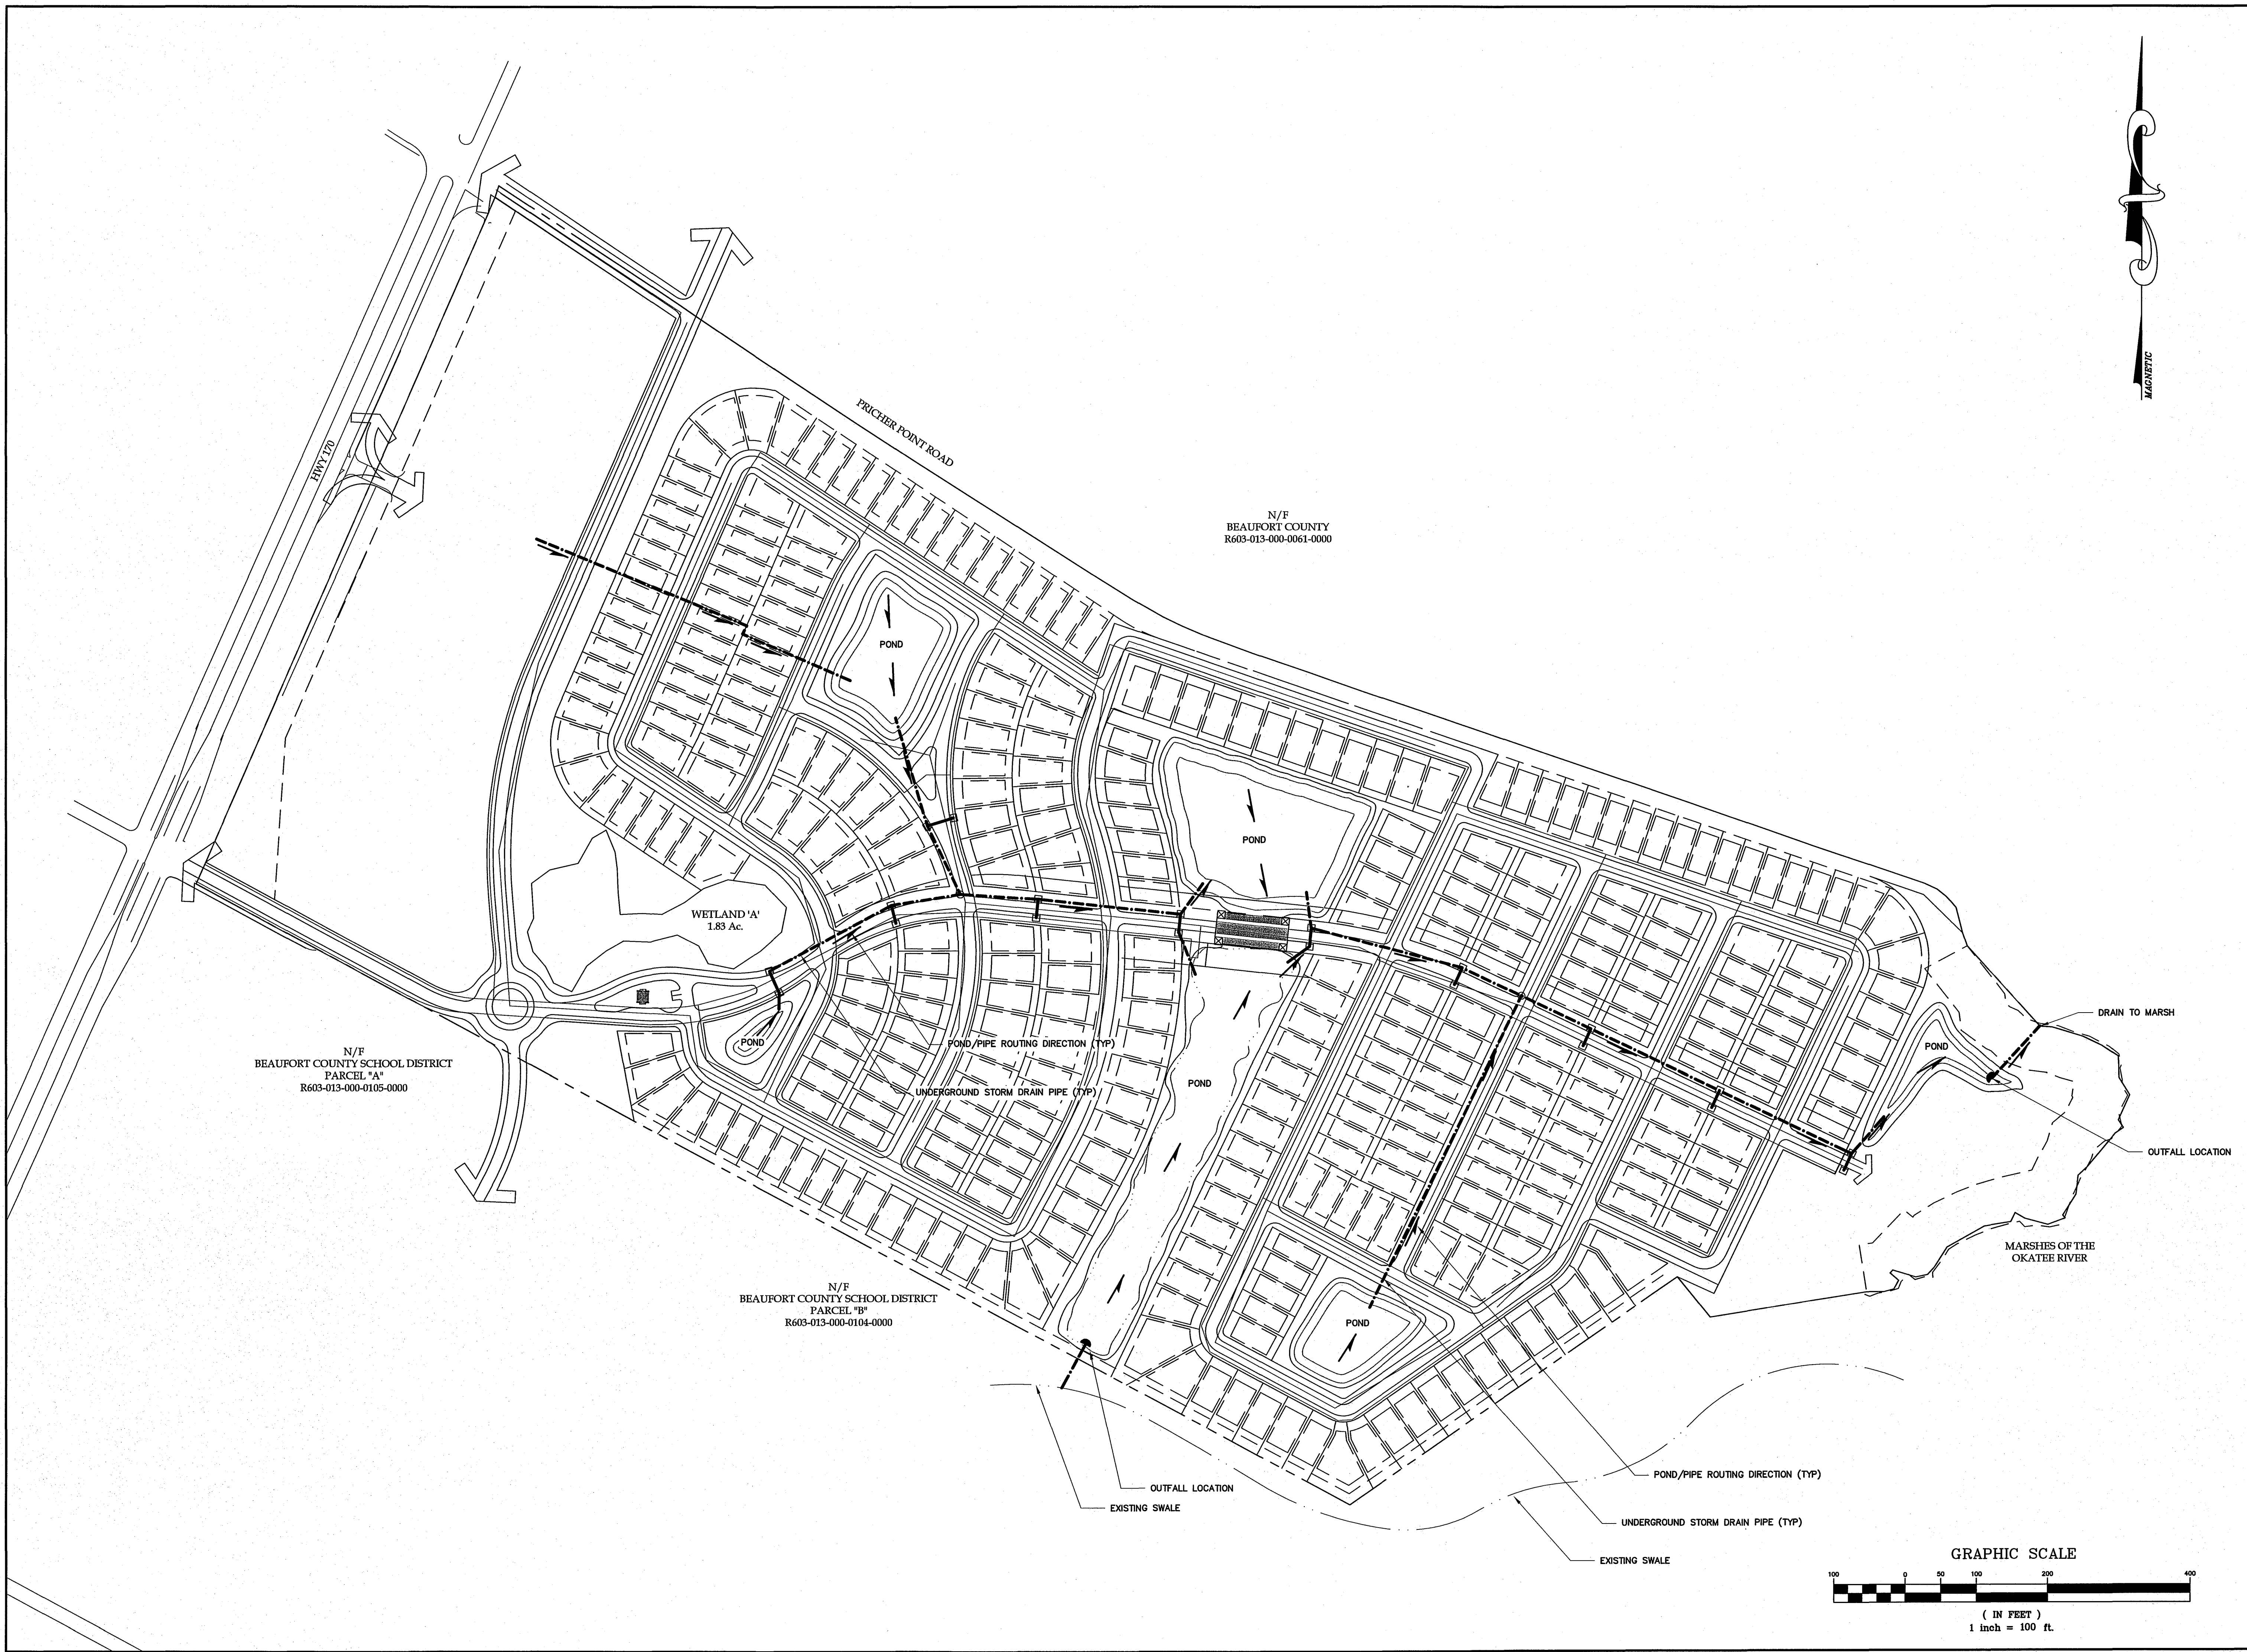 MAGNETIC
HWY 170
PRICHER POINT ROAD
N/F
BEAUFORT COUNTY
R603-013-000-0061-0000
POND
POND
WETLAND 'A'
1.83 Ac.
POND
POND/PIPE ROUTING DIRECTION (TYP)
UNDERGROUND STORM DRAIN PIPE (TYP)
POND
POND
DRAIN TO MARSH
OUTFALL LOCATION
N/F
BEAUFORT COUNTY SCHOOL DISTRICT
PARCEL "A"
R603-013-000-0105-0000
MARSHES OF THE
OKATEE RIVER
N/F
BEAUFORT COUNTY SCHOOL DISTRICT
PARCEL "B"
R603-013-000-0104-0000
POND
POND/PIPE ROUTING DIRECTION (TYP)
OUTFALL LOCATION
EXISTING SWALE
UNDERGROUND STORM DRAIN PIPE (TYP)
EXISTING SWALE
GRAPHIC SCALE
100 0 50 100 200 400
( IN FEET )
1 inch = 100 ft.